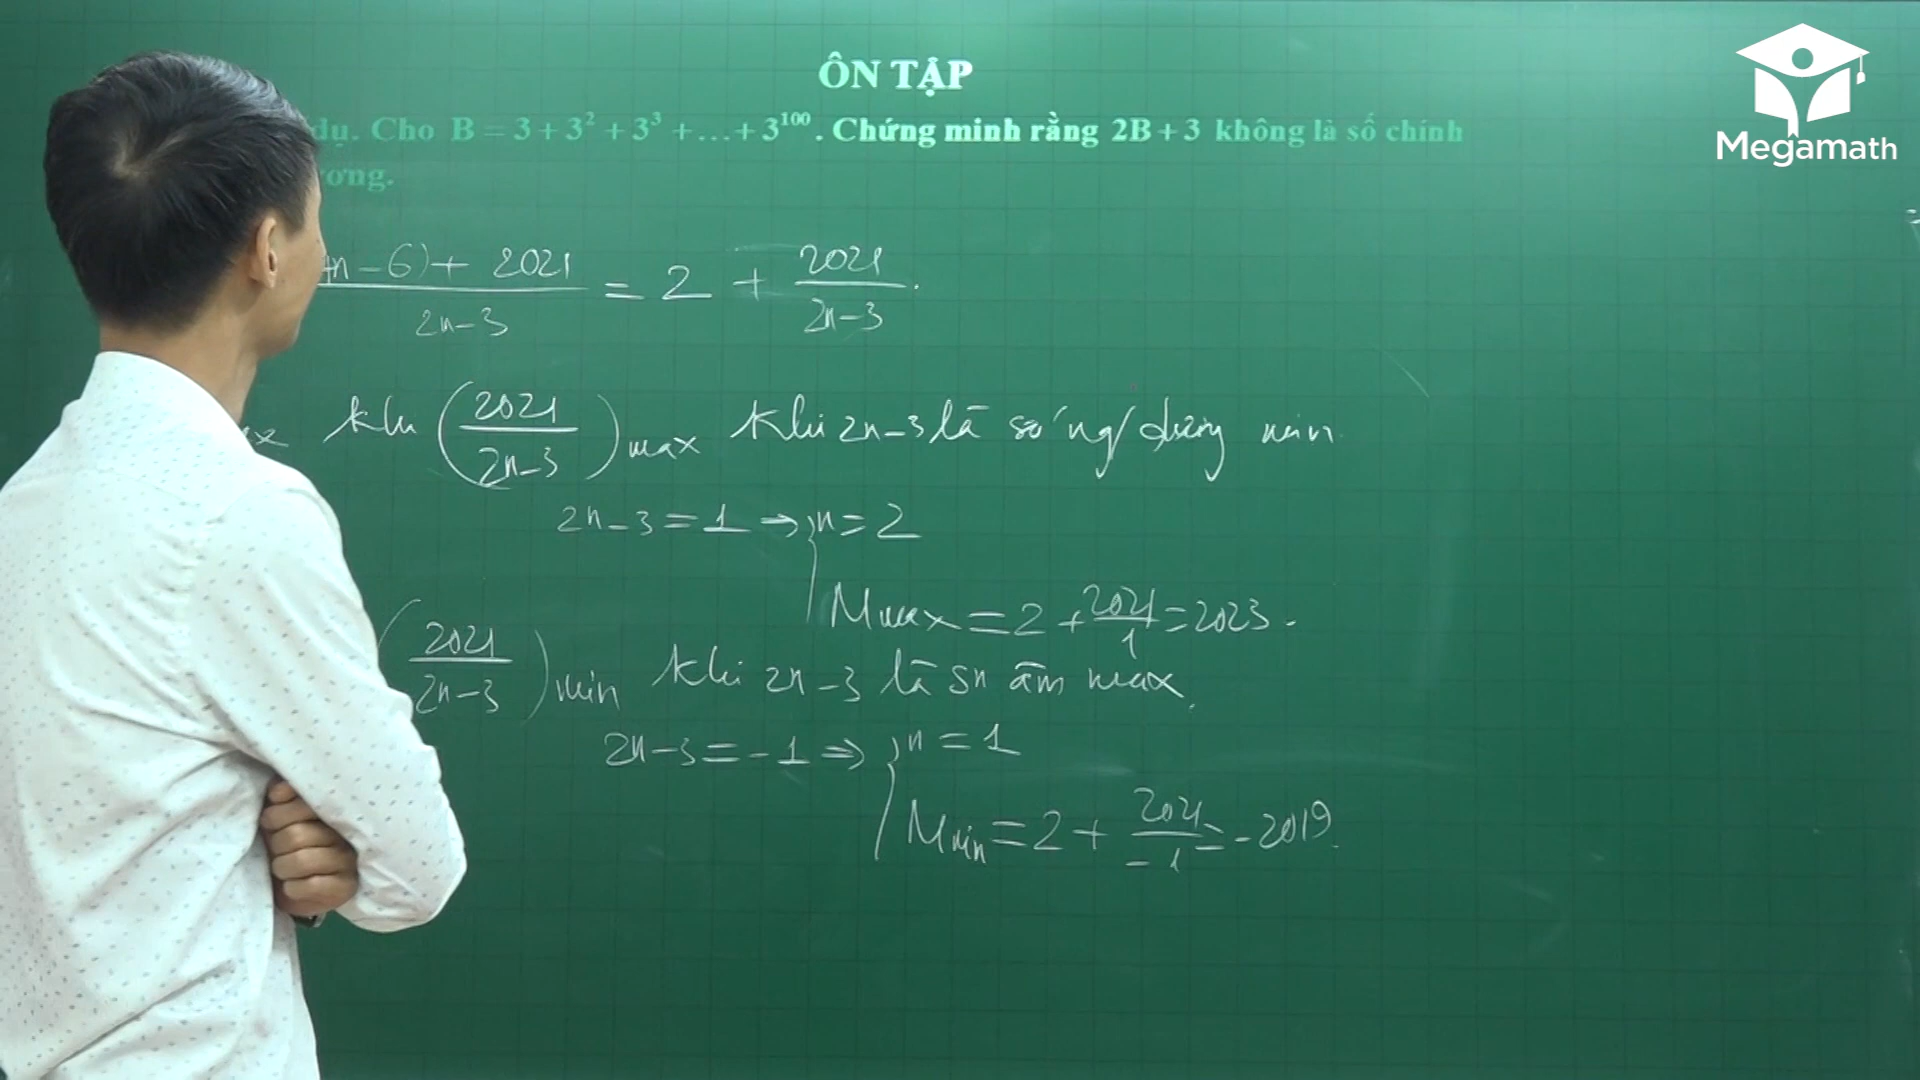 ÔN TẬP
Megamath
dụ. Cho B = 3 + 3² + 3³ + ... + 3¹⁰⁰. Chứng minh rằng 2B + 3 không là số chính
ương.
n - 6) + 2021 / 2n - 3 = 2 + 2021 / 2n - 3.
khi (2021 / 2n - 3) max khi 2n - 3 là số ng/dương min.
2n - 3 = 1 → n = 2
M max = 2 + 2021 / 1 = 2023.
(2021 / 2n - 3) min khi 2n - 3 là sn âm max.
2n - 3 = -1 ⇒ n = 1
M min = 2 + 2021 / -1 = -2019.